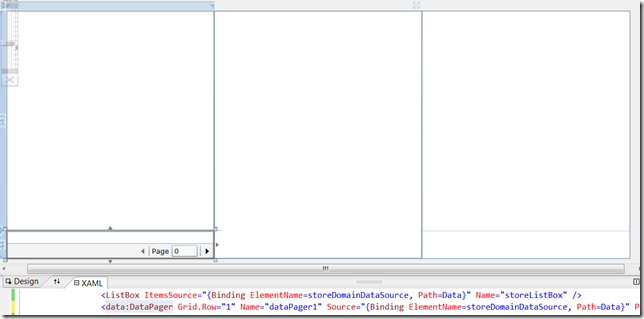 Page 0
Design XAML
<ListBox ItemsSource="{Binding ElementName=storeDomainDataSource, Path=Data}" Name="storeListBox" />
<data:DataPager Grid.Row="1" Name="dataPager1" Source="{Binding ElementName=storeDomainDataSource, Path=Data}" P